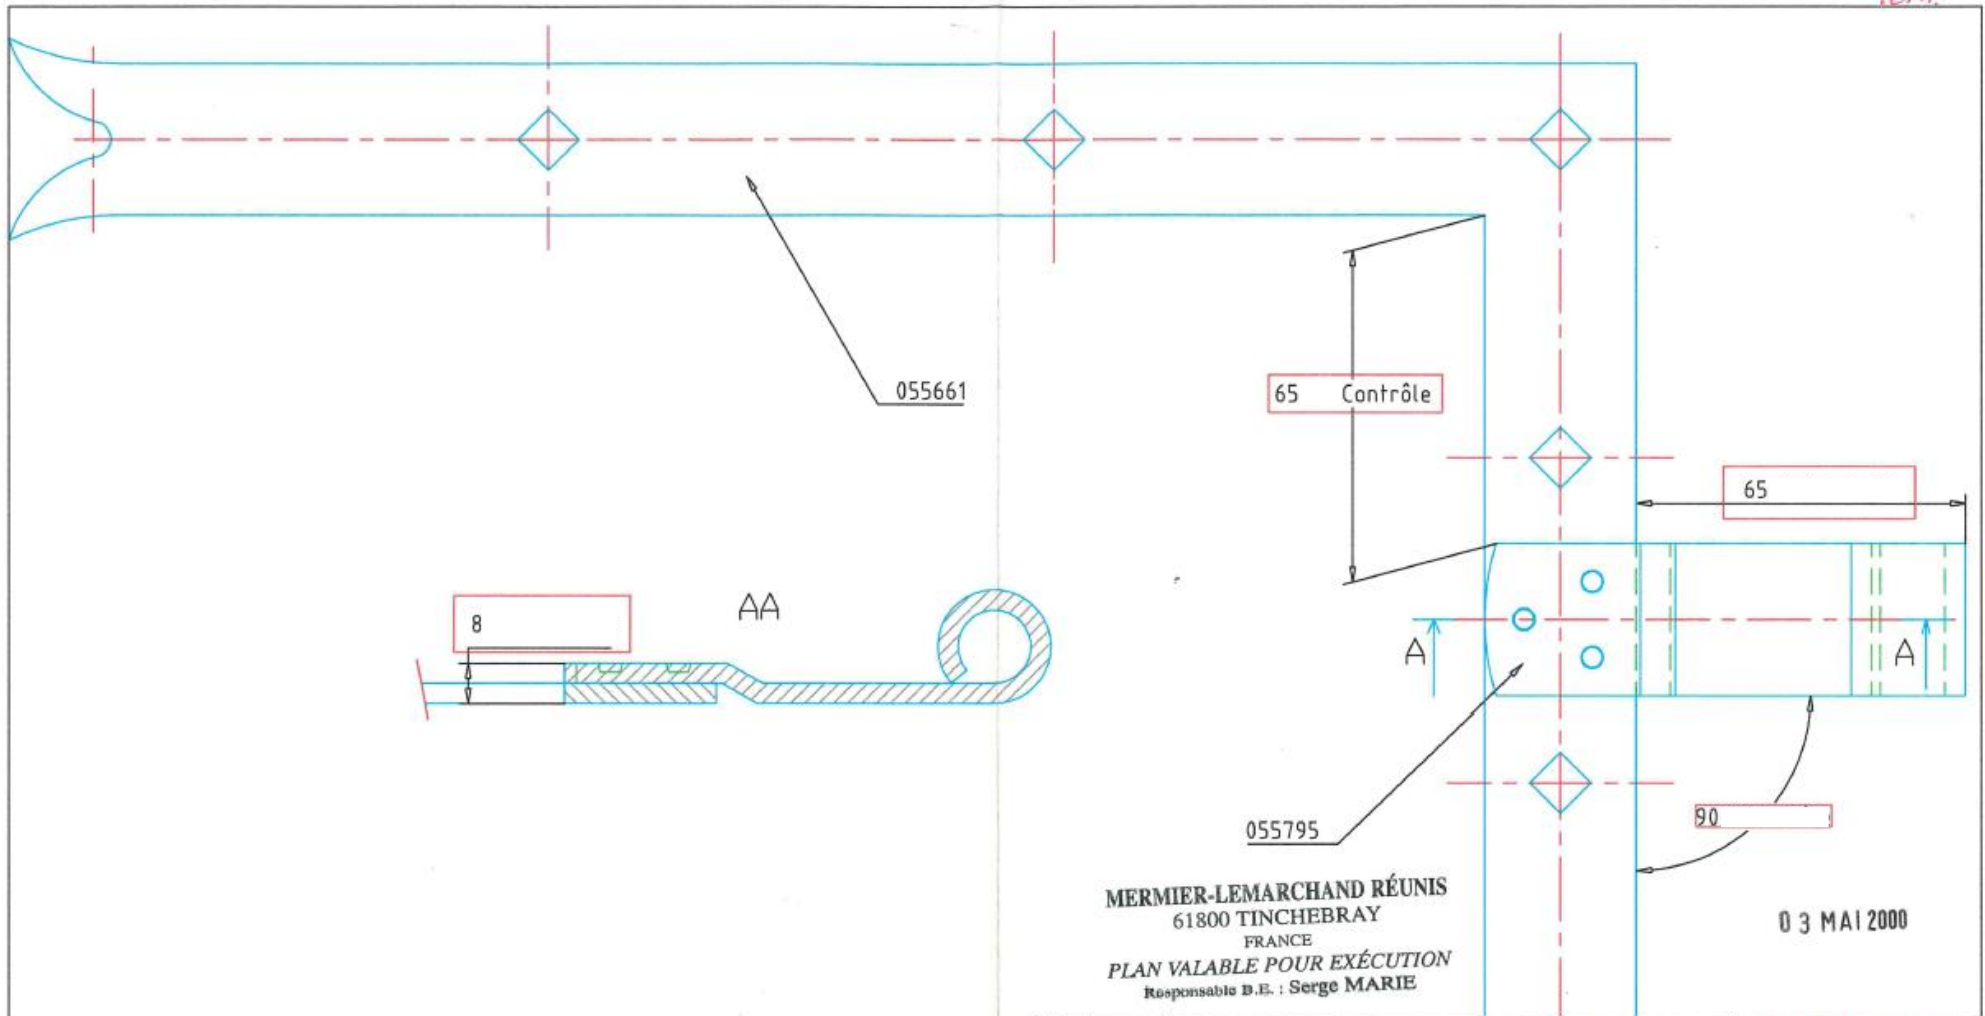 055661
65 Contrôle
65
8
AA
A
A
055795
90
MERMIER-LEMARCHAND RÉUNIS
61800 TINCHEBRAY
FRANCE
PLAN VALABLE POUR EXÉCUTION
Responsable B.E. : Serge MARIE
03 MAI 2000